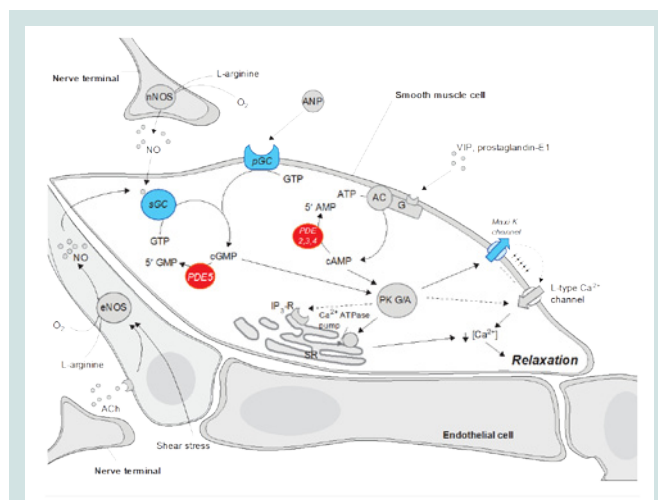 Nerve terminal
L-arginine
nNOS
O₂
ANP
Smooth muscle cell
NO
VIP, prostaglandin-E1
pGC
GTP
sGC
ATP
AC
G
5' AMP
PDE
2,3,4
Maxi K
channel
GTP
5' GMP
cGMP
PDE5
cAMP
NO
eNOS
PK G/A
L-type Ca²⁺
channel
IP₃-R
Ca²⁺ ATPase
pump
O₂
SR
[Ca²⁺]
L-arginine
Relaxation
ACh
Shear stress
Endothelial cell
Nerve terminal